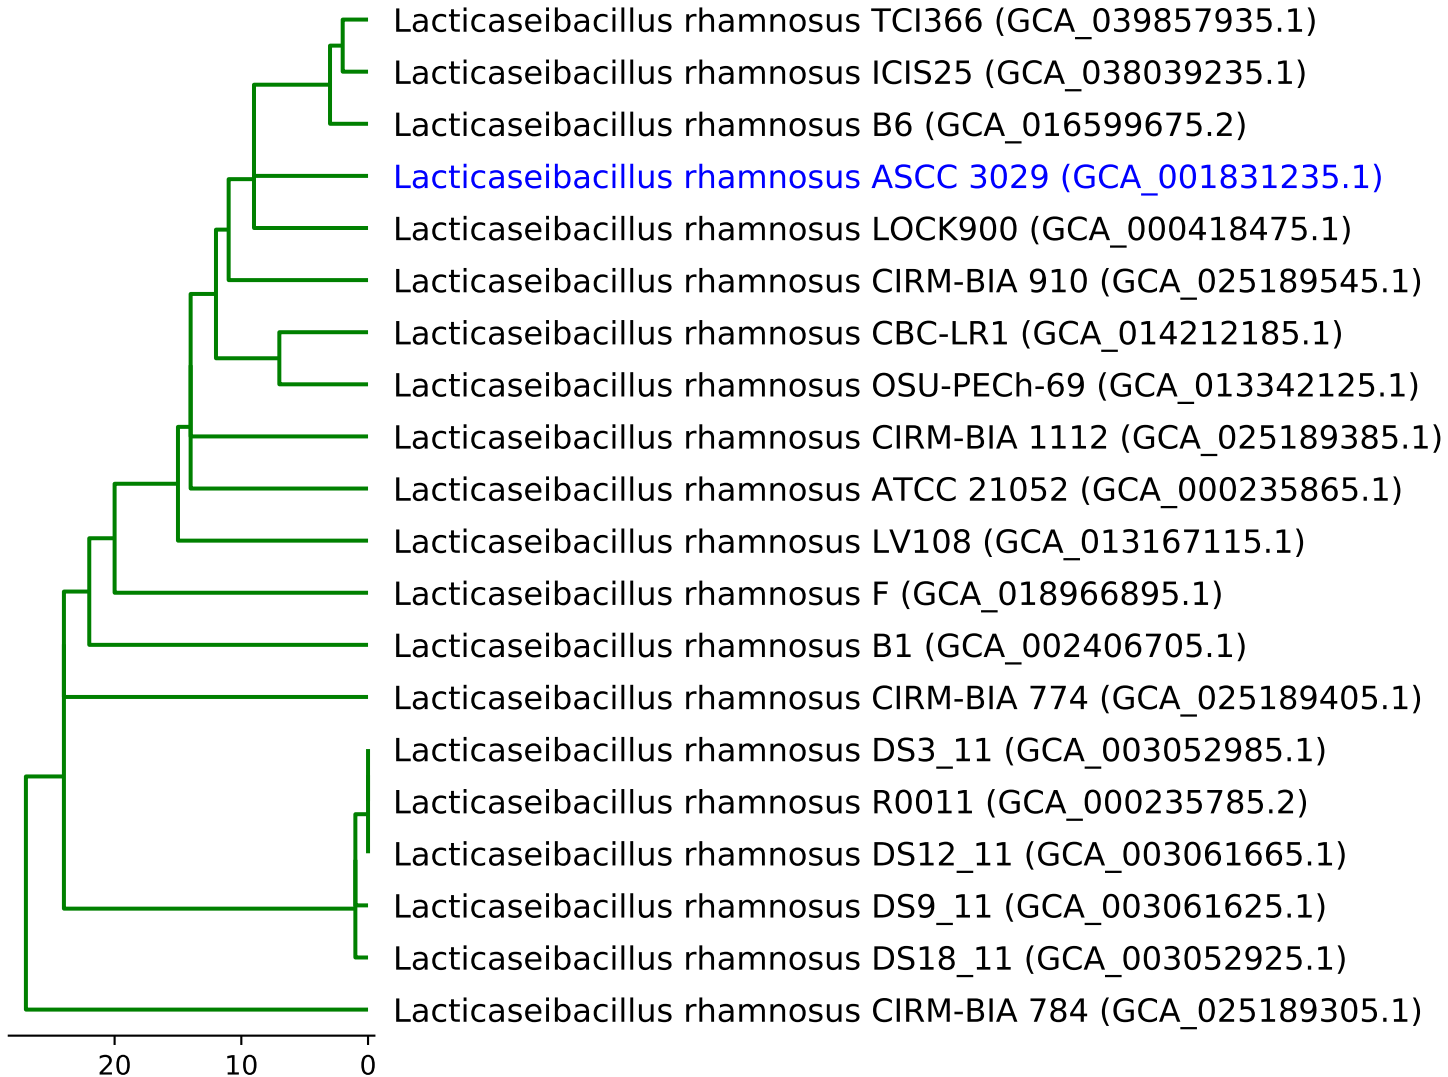 Lacticaseibacillus rhamnosus TCI366 (GCA_039857935.1)
Lacticaseibacillus rhamnosus ICIS25 (GCA_038039235.1)
Lacticaseibacillus rhamnosus B6 (GCA_016599675.2)
Lacticaseibacillus rhamnosus ASCC 3029 (GCA_001831235.1)
Lacticaseibacillus rhamnosus LOCK900 (GCA_000418475.1)
Lacticaseibacillus rhamnosus CIRM-BIA 910 (GCA_025189545.1)
Lacticaseibacillus rhamnosus CBC-LR1 (GCA_014212185.1)
Lacticaseibacillus rhamnosus OSU-PECh-69 (GCA_013342125.1)
Lacticaseibacillus rhamnosus CIRM-BIA 1112 (GCA_025189385.1)
Lacticaseibacillus rhamnosus ATCC 21052 (GCA_000235865.1)
Lacticaseibacillus rhamnosus LV108 (GCA_013167115.1)
Lacticaseibacillus rhamnosus F (GCA_018966895.1)
Lacticaseibacillus rhamnosus B1 (GCA_002406705.1)
Lacticaseibacillus rhamnosus CIRM-BIA 774 (GCA_025189405.1)
Lacticaseibacillus rhamnosus DS3_11 (GCA_003052985.1)
Lacticaseibacillus rhamnosus R0011 (GCA_000235785.2)
Lacticaseibacillus rhamnosus DS12_11 (GCA_003061665.1)
Lacticaseibacillus rhamnosus DS9_11 (GCA_003061625.1)
Lacticaseibacillus rhamnosus DS18_11 (GCA_003052925.1)
Lacticaseibacillus rhamnosus CIRM-BIA 784 (GCA_025189305.1)
20 10 0